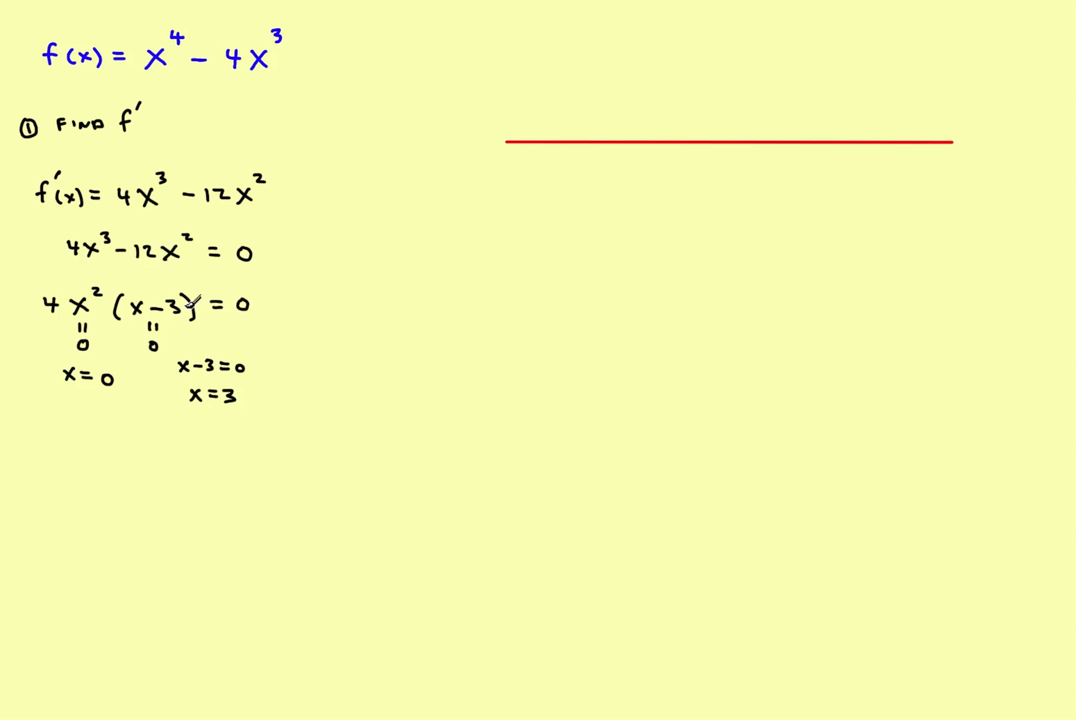 f(x) = x⁴ - 4x³
① FIND f'
f'(x) = 4x³ - 12x²
4x³ - 12x² = 0
4x² (x - 3) = 0
" "
0 0
x = 0 x - 3 = 0
x = 3